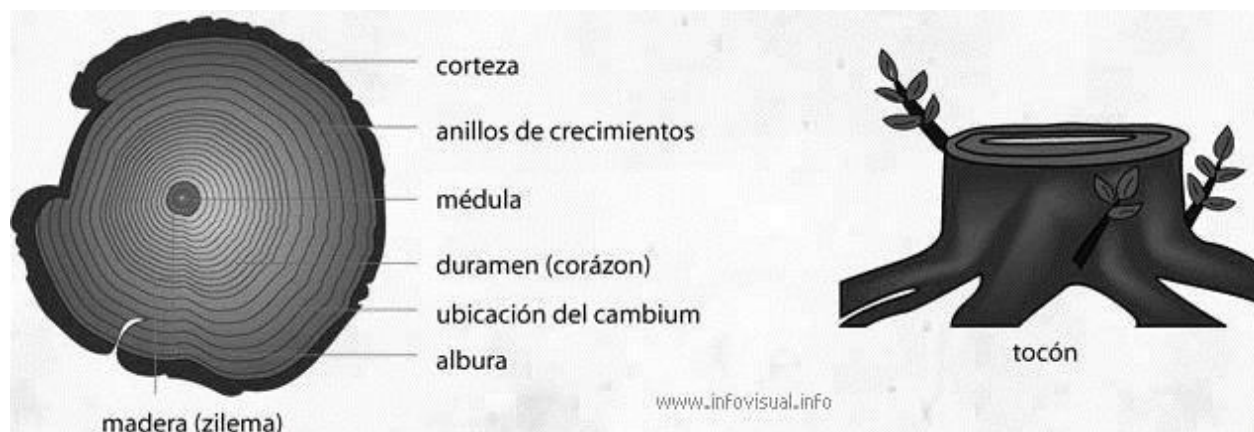 corteza
anillos de crecimientos
médula
duramen (corázon)
ubicación del cambium
albura
madera (zilema)
tocón
www.infovisual.info